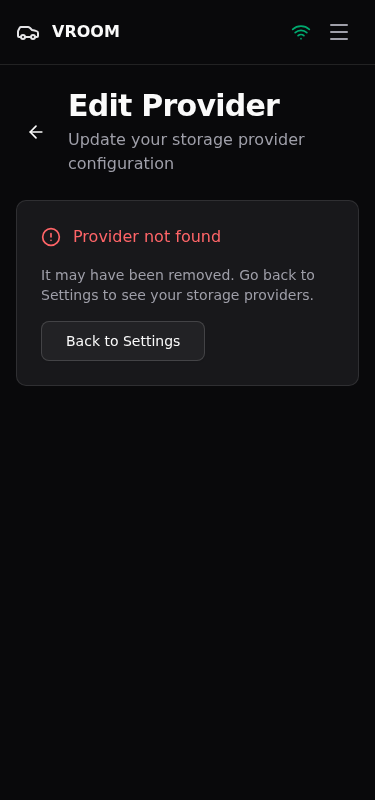 VROOM
Edit Provider
Update your storage provider
configuration
Provider not found
It may have been removed. Go back to
Settings to see your storage providers.
Back to Settings